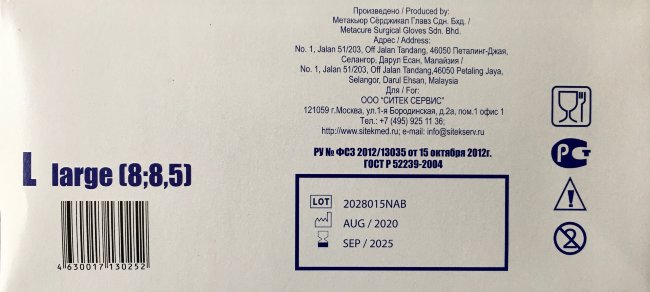 Произведено / Produced by:
Метакьюр Сёрджикал Главз Сдн. Бхд. /
Metacure Surgical Gloves Sdn. Bhd.
Адрес / Address:
No. 1, Jalan 51/203, Off Jalan Tandang, 46050 Петалинг-Джая,
Селангор, Дарул Есан, Малайзия /
No. 1, Jalan 51/203, Off Jalan Tandang,46050 Petaling Jaya,
Selangor, Darul Ehsan, Malaysia
Для / For:
ООО "СИТЕК СЕРВИС"
121059 г.Москва, ул.1-я Бородинская, д.2а, пом.1 офис 1
Тел.: +7 (495) 925 11 36;
http://www.sitekmed.ru; e-mail: info@sitekserv.ru
РУ № ФСЗ 2012/13035 от 15 октября 2012г.
ГОСТ Р 52239-2004
L large (8;8,5)
4630017130252
LOT 2028015NAB
AUG / 2020
SEP / 2025
РСТ
2